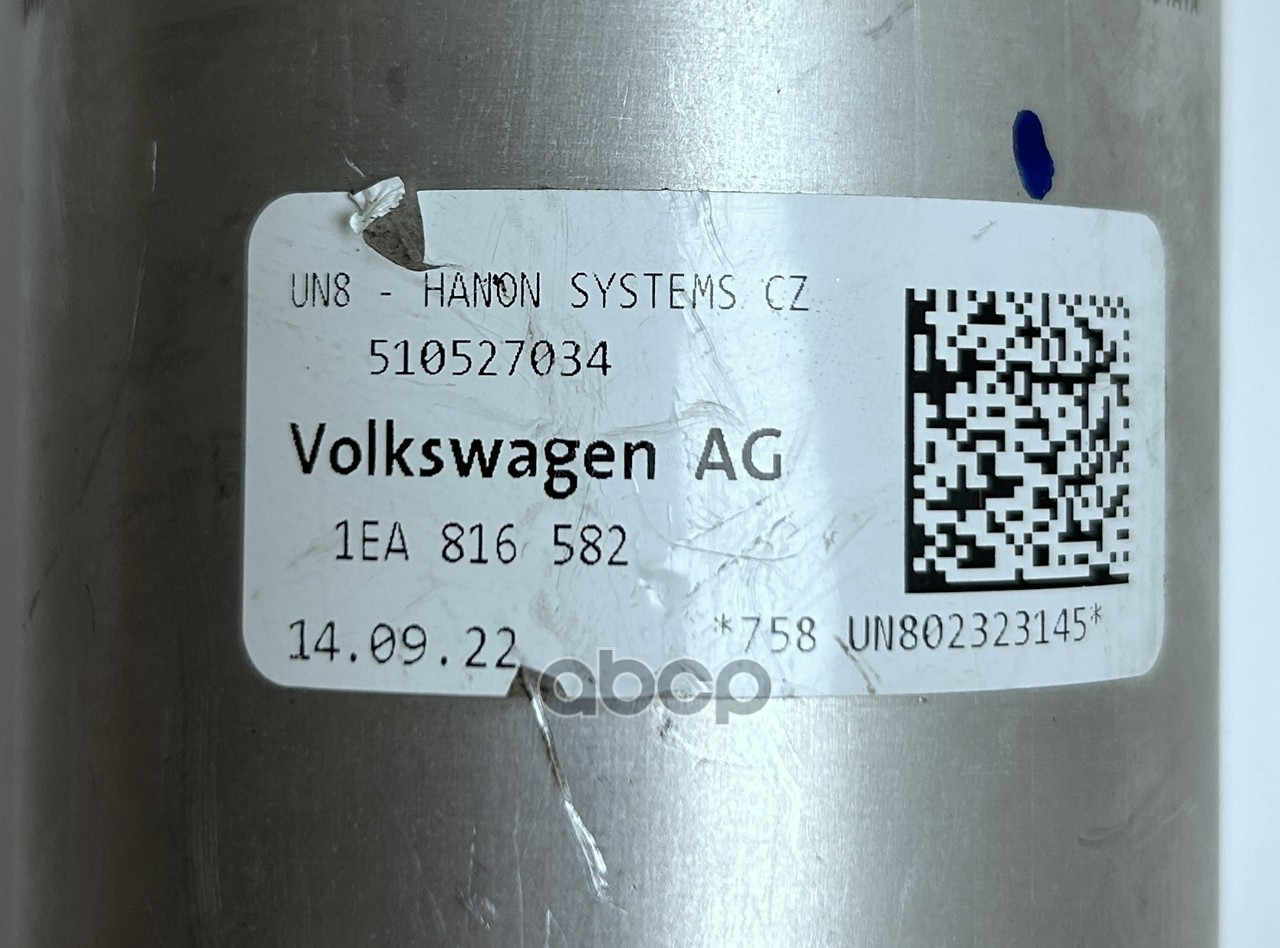 UN8 - HANON SYSTEMS CZ
510527034
Volkswagen AG
1EA 816 582
14.09.22
*758 UN802323145*
abcp